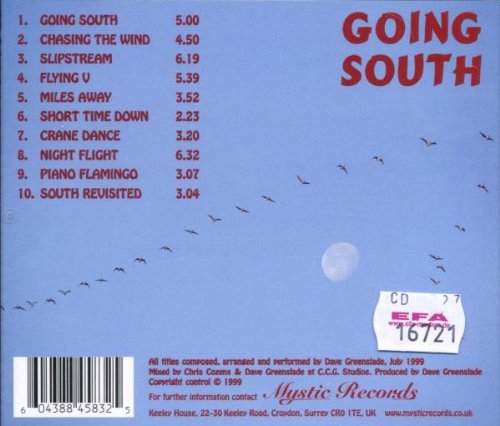 GOING
SOUTH
1. GOING SOUTH 5.00
2. CHASING THE WIND 4.50
3. SLIPSTREAM 6.19
4. FLYING V 5.39
5. MILES AWAY 3.52
6. SHORT TIME DOWN 2.23
7. CRANE DANCE 3.20
8. NIGHT FLIGHT 6.32
9. PIANO FLAMINGO 3.07
10. SOUTH REVISITED 3.04
CD 27
EFA
16721
All titles composed, arranged and performed by Dave Greenslade, July 1999
Mixed by Chris Cozens & Dave Greenslade at C.C.G. Studios. Produced by Dave Greenslade
Copyright control © 1999
For further information contact Mystic Records
Keeley House, 22-30 Keeley Road, Croydon, Surrey CR0 1TE, UK www.mysticrecords.co.uk
6 04388 45832 5